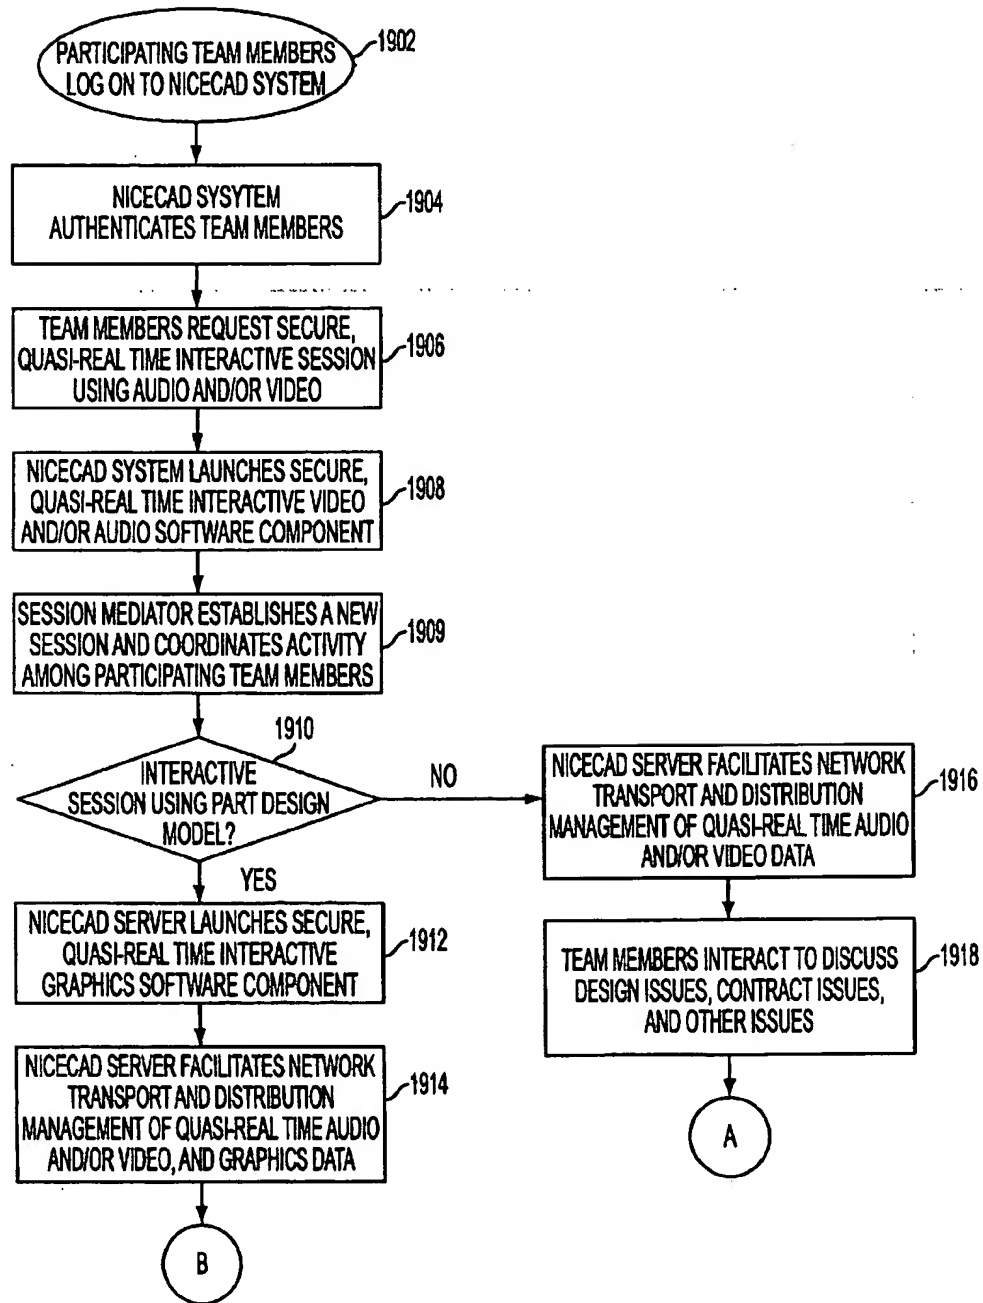 PARTICIPATING TEAM MEMBERS
LOG ON TO NICECAD SYSTEM
1902
NICECAD SYSYTEM
AUTHENTICATES TEAM MEMBERS
1904
TEAM MEMBERS REQUEST SECURE,
QUASI-REAL TIME INTERACTIVE SESSION
USING AUDIO AND/OR VIDEO
1906
NICECAD SYSTEM LAUNCHES SECURE,
QUASI-REAL TIME INTERACTIVE VIDEO
AND/OR AUDIO SOFTWARE COMPONENT
1908
SESSION MEDIATOR ESTABLISHES A NEW
SESSION AND COORDINATES ACTIVITY
AMONG PARTICIPATING TEAM MEMBERS
1909
1910
INTERACTIVE
SESSION USING PART DESIGN
MODEL?
NO
YES
NICECAD SERVER LAUNCHES SECURE,
QUASI-REAL TIME INTERACTIVE
GRAPHICS SOFTWARE COMPONENT
1912
NICECAD SERVER FACILITATES NETWORK
TRANSPORT AND DISTRIBUTION
MANAGEMENT OF QUASI-REAL TIME AUDIO
AND/OR VIDEO, AND GRAPHICS DATA
1914
B
NICECAD SERVER FACILITATES NETWORK
TRANSPORT AND DISTRIBUTION
MANAGEMENT OF QUASI-REAL TIME AUDIO
AND/OR VIDEO DATA
1916
TEAM MEMBERS INTERACT TO DISCUSS
DESIGN ISSUES, CONTRACT ISSUES,
AND OTHER ISSUES
1918
A